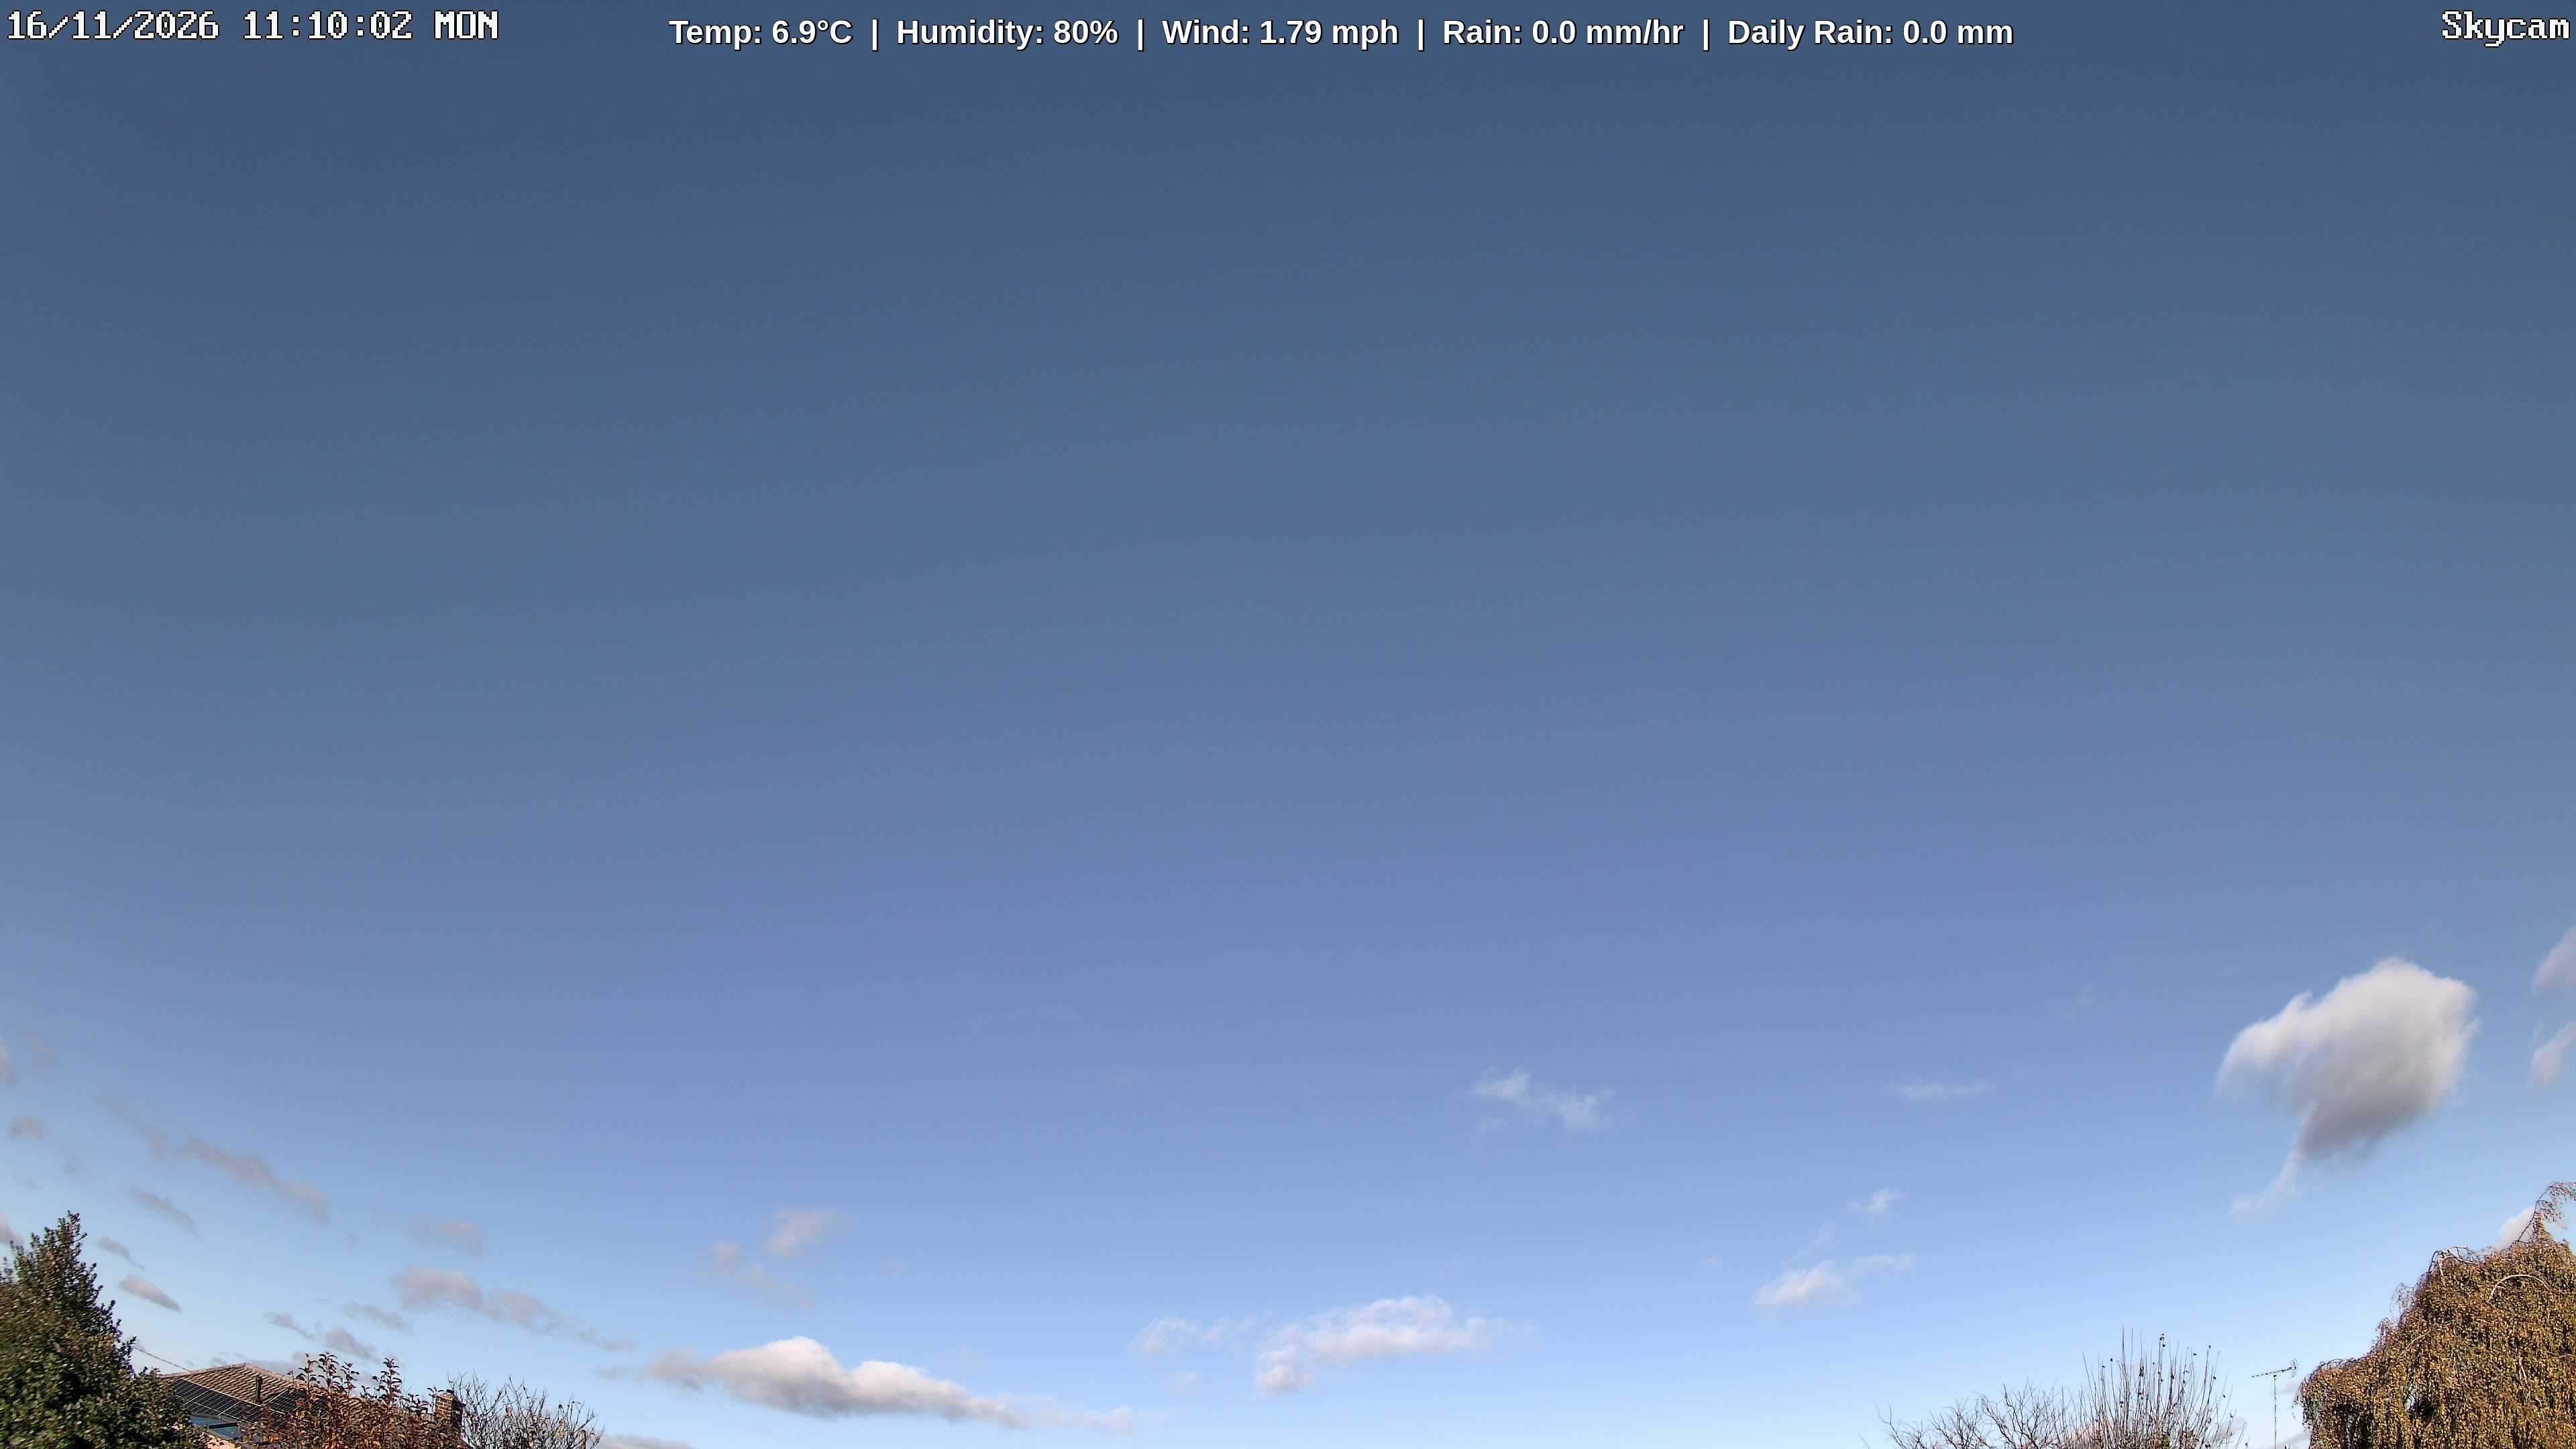 16/11/2026 11:10:02 MON
Temp: 6.9°C | Humidity: 80% | Wind: 1.79 mph | Rain: 0.0 mm/hr | Daily Rain: 0.0 mm
Skycam